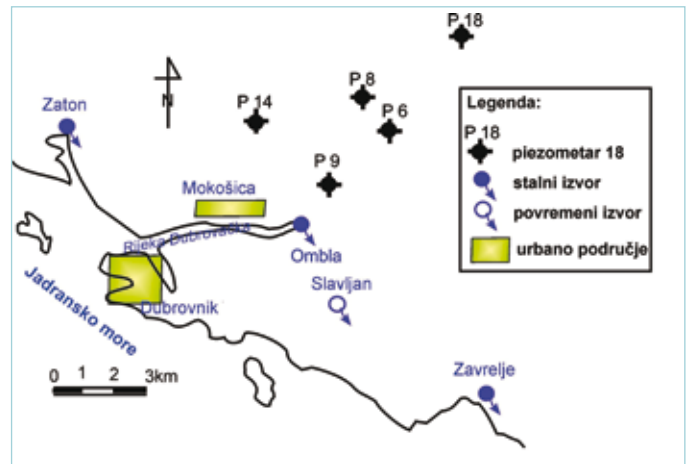 P 18
P 8
P 14
P 6
N
Zaton
P 9
Mokošica
Rijeka Dubrovačka
Ombla
Slavljan
Dubrovnik
Jadransko more
Zavrelje
0 1 2 3km
Legenda:
P 18 piezometar 18
stalni izvor
povremeni izvor
urbano područje